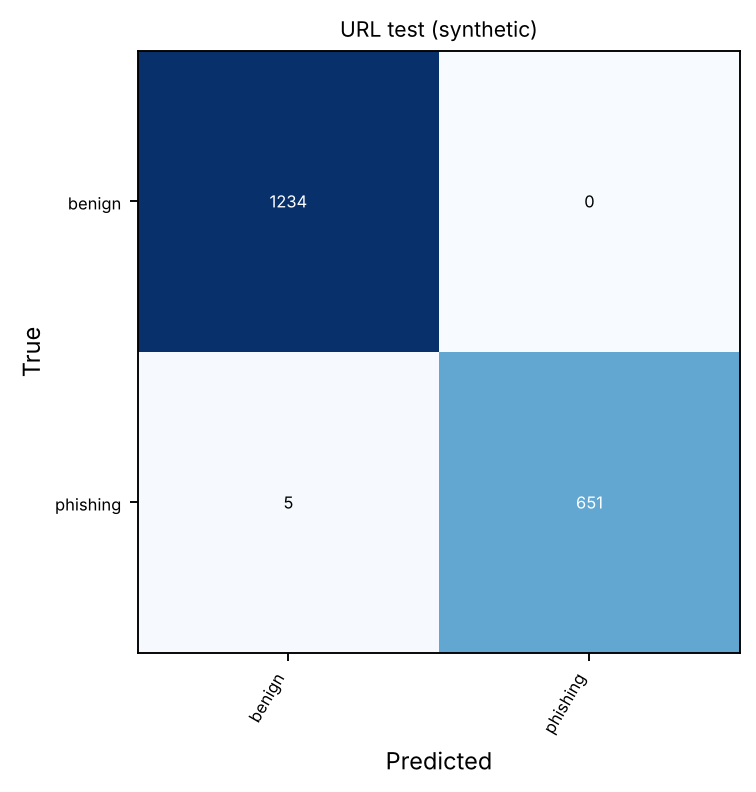 URL test (synthetic)
benign
1234
0
True
phishing
5
651
benign
phishing
Predicted